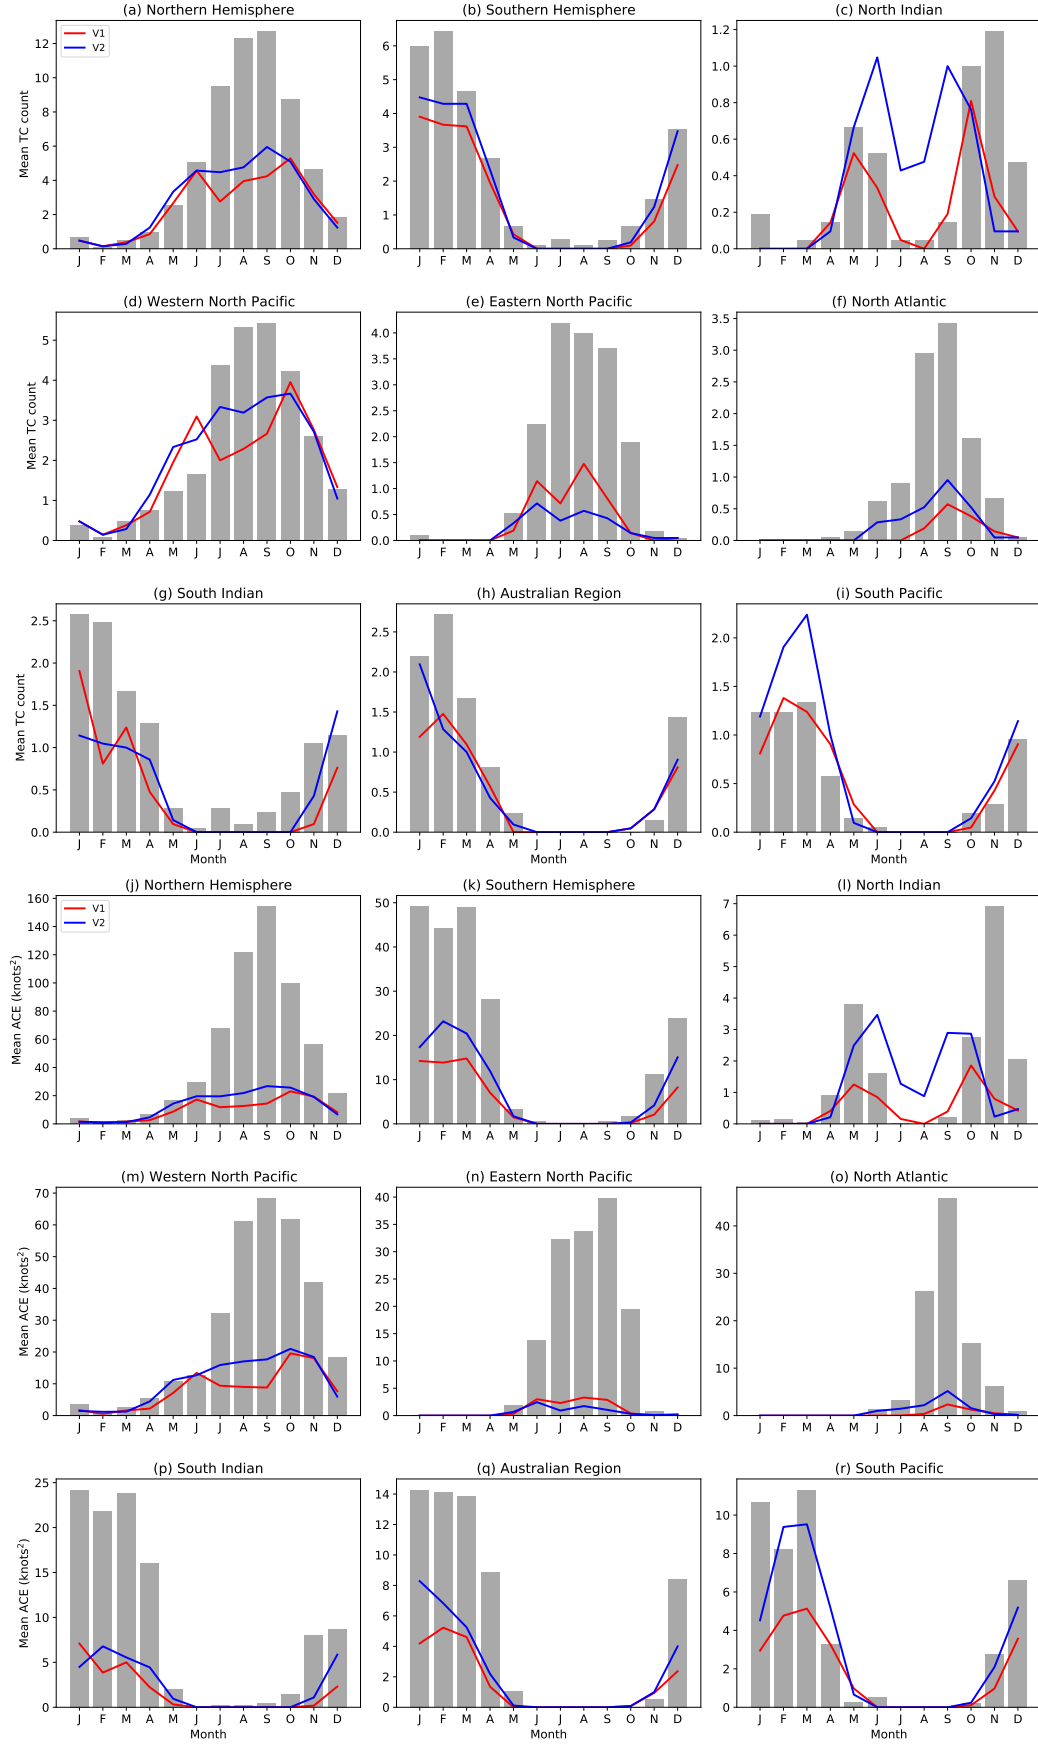 (a) Northern Hemisphere
Mean TC count
12
10
8
6
4
2
0
V1
V2
J F M A M J J A S O N D
(b) Southern Hemisphere
6
5
4
3
2
1
0
J F M A M J J A S O N D
(c) North Indian
1.2
1.0
0.8
0.6
0.4
0.2
0.0
J F M A M J J A S O N D
(d) Western North Pacific
Mean TC count
5
4
3
2
1
0
J F M A M J J A S O N D
(e) Eastern North Pacific
4.0
3.5
3.0
2.5
2.0
1.5
1.0
0.5
0.0
J F M A M J J A S O N D
(f) North Atlantic
3.5
3.0
2.5
2.0
1.5
1.0
0.5
0.0
J F M A M J J A S O N D
(g) South Indian
Mean TC count
2.5
2.0
1.5
1.0
0.5
0.0
J F M A M J J A S O N D
Month
(h) Australian Region
2.5
2.0
1.5
1.0
0.5
0.0
J F M A M J J A S O N D
Month
(i) South Pacific
2.0
1.5
1.0
0.5
0.0
J F M A M J J A S O N D
Month
(j) Northern Hemisphere
Mean ACE (knots²)
160
140
120
100
80
60
40
20
0
V1
V2
J F M A M J J A S O N D
(k) Southern Hemisphere
50
40
30
20
10
0
J F M A M J J A S O N D
(l) North Indian
7
6
5
4
3
2
1
0
J F M A M J J A S O N D
(m) Western North Pacific
Mean ACE (knots²)
70
60
50
40
30
20
10
0
J F M A M J J A S O N D
(n) Eastern North Pacific
40
35
30
25
20
15
10
5
0
J F M A M J J A S O N D
(o) North Atlantic
40
30
20
10
0
J F M A M J J A S O N D
(p) South Indian
Mean ACE (knots²)
25
20
15
10
5
0
J F M A M J J A S O N D
Month
(q) Australian Region
14
12
10
8
6
4
2
0
J F M A M J J A S O N D
Month
(r) South Pacific
10
8
6
4
2
0
J F M A M J J A S O N D
Month